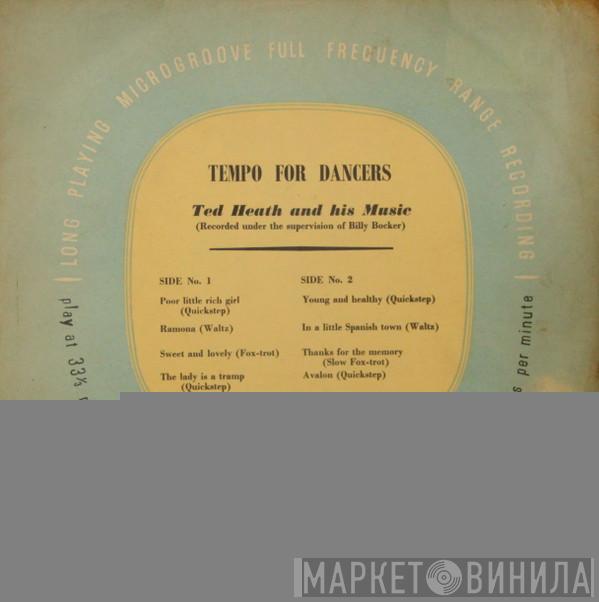 LONG PLAYING MICROGROOVE FULL FREQUENCY RANGE RECORDING
TEMPO FOR DANCERS
Ted Heath and his Music
(Recorded under the supervision of Billy Bocker)
SIDE No. 1
Poor little rich girl
(Quickstep)
Ramona (Waltz)
Sweet and lovely (Fox-trot)
The lady is a tramp
(Quickstep)
SIDE No. 2
Young and healthy (Quickstep)
In a little Spanish town (Waltz)
Thanks for the memory
(Slow Fox-trot)
Avalon (Quickstep)
play at 33⅓
per minute
МАРКЕТ ВИНИЛА